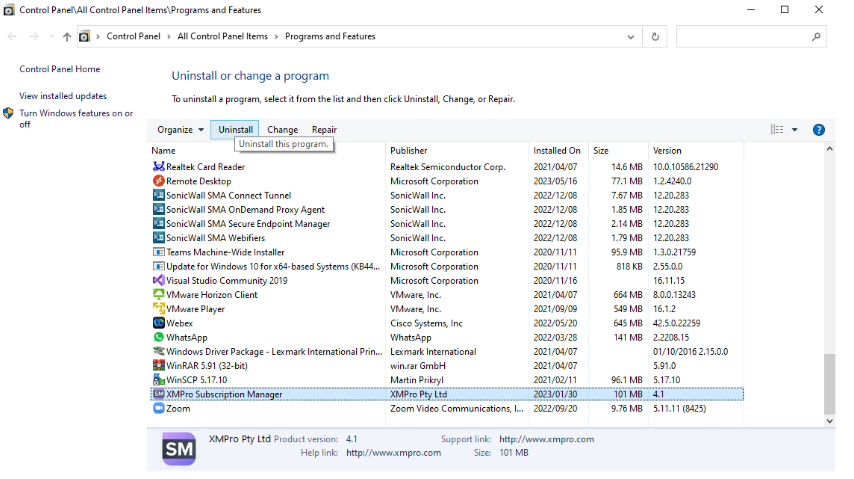 Control Panel\All Control Panel Items\Programs and Features
Control Panel > All Control Panel Items > Programs and Features
Control Panel Home
View installed updates
Turn Windows features on or
off
Uninstall or change a program
To uninstall a program, select it from the list and then click Uninstall, Change, or Repair.
Organize Uninstall Change Repair
Uninstall this program.
Name Publisher Installed On Size Version
Realtek Card Reader Realtek Semiconductor Corp. 2021/04/07 14.6 MB 10.0.10586.21290
Remote Desktop Microsoft Corporation 2023/05/16 77.1 MB 1.2.4240.0
SonicWall SMA Connect Tunnel SonicWall Inc. 2022/12/08 7.67 MB 12.20.283
SonicWall SMA OnDemand Proxy Agent SonicWall Inc. 2022/12/08 1.85 MB 12.20.283
SonicWall SMA Secure Endpoint Manager SonicWall Inc. 2022/12/08 2.14 MB 12.20.283
SonicWall SMA Webifiers SonicWall Inc. 2022/12/08 1.79 MB 12.20.283
Teams Machine-Wide Installer Microsoft Corporation 2020/11/11 95.9 MB 1.3.0.21759
Update for Windows 10 for x64-based Systems (KB44... Microsoft Corporation 2020/11/11 818 KB 2.55.0.0
Visual Studio Community 2019 Microsoft Corporation 2020/11/16 16.11.15
VMware Horizon Client VMware, Inc. 2021/04/07 664 MB 8.0.0.13243
VMware Player VMware, Inc. 2021/09/09 549 MB 16.1.2
Webex Cisco Systems, Inc 2022/05/20 645 MB 42.5.0.22259
WhatsApp WhatsApp 2022/03/28 141 MB 2.2208.15
Windows Driver Package - Lexmark International Prin... Lexmark International 2021/04/07 01/10/2016 2.15.0.0
WinRAR 5.91 (32-bit) win.rar GmbH 2021/04/07 5.91.0
WinSCP 5.17.10 Martin Prikryl 2021/02/11 96.1 MB 5.17.10
SM XMPro Subscription Manager XMPro Pty Ltd 2023/01/30 101 MB 4.1
Zoom Zoom Video Communications, I... 2022/09/20 9.76 MB 5.11.11 (8425)
SM
XMPro Pty Ltd Product version: 4.1 Support link: http://www.xmpro.com
Help link: http://www.xmpro.com Size: 101 MB